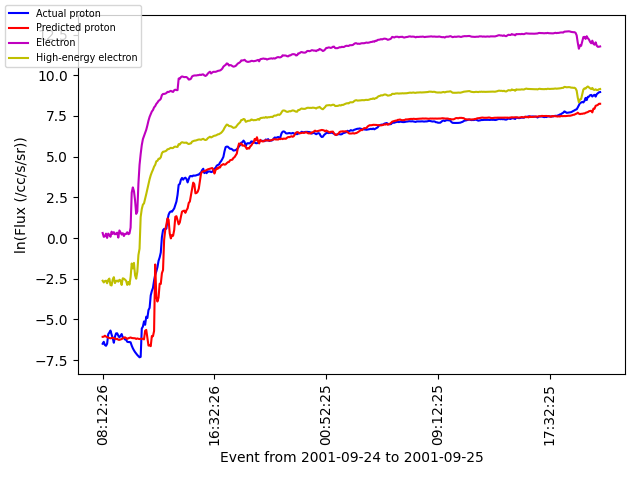 Actual proton
Predicted proton
Electron
High-energy electron
12.5
10.0
7.5
5.0
2.5
0.0
−2.5
−5.0
−7.5
ln(Flux (/cc/s/sr))
08:12:26
16:32:26
00:52:25
09:12:25
17:32:25
Event from 2001-09-24 to 2001-09-25